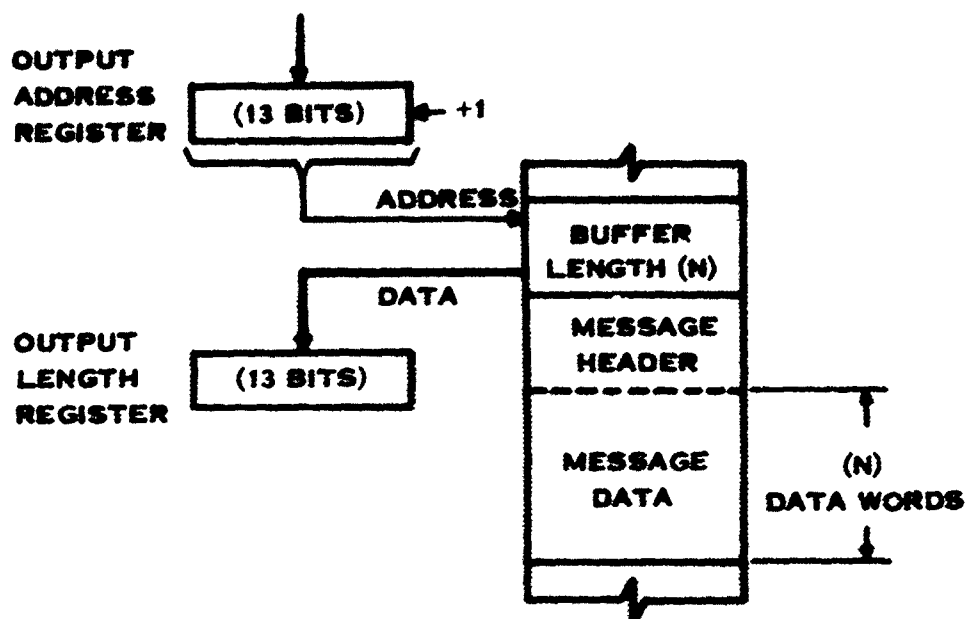 OUTPUT
ADDRESS
REGISTER
(13 BITS)
+1
ADDRESS
BUFFER
LENGTH (N)
DATA
MESSAGE
HEADER
OUTPUT
LENGTH
REGISTER
(13 BITS)
MESSAGE
DATA
(N)
DATA WORDS